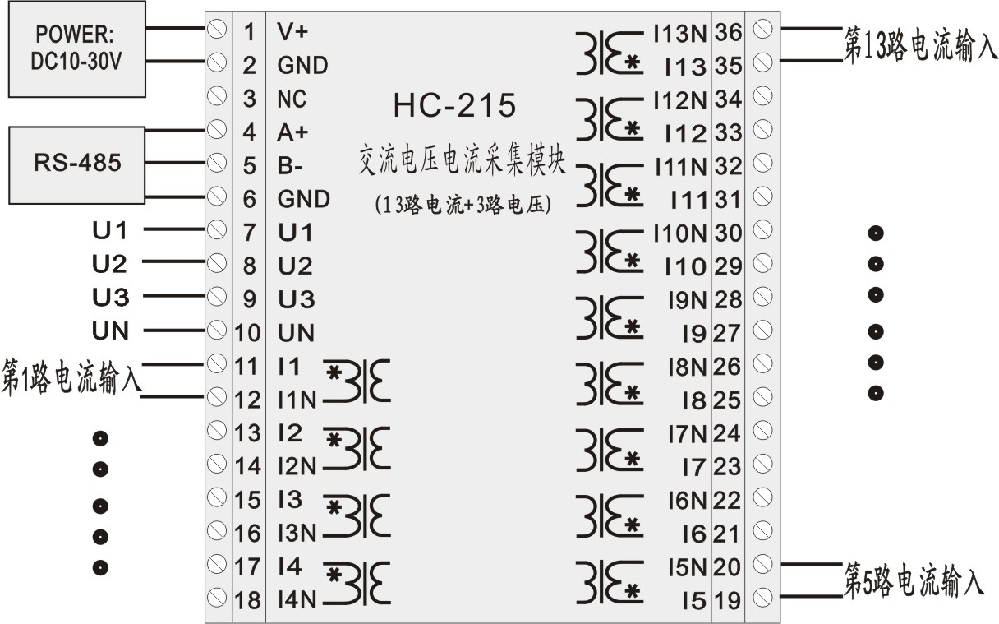 POWER:
DC10-30V
RS-485
U1
U2
U3
UN
第1路电流输入
1 V+
2 GND
3 NC
4 A+
5 B-
6 GND
7 U1
8 U2
9 U3
10 UN
11 I1
12 I1N
13 I2
14 I2N
15 I3
16 I3N
17 I4
18 I4N
HC-215
交流电压电流采集模块
(13路电流+3路电压)
I13N 36
I13 35
I12N 34
I12 33
I11N 32
I11 31
I10N 30
I10 29
I9N 28
I9 27
I8N 26
I8 25
I7N 24
I7 23
I6N 22
I6 21
I5N 20
I5 19
第13路电流输入
第5路电流输入